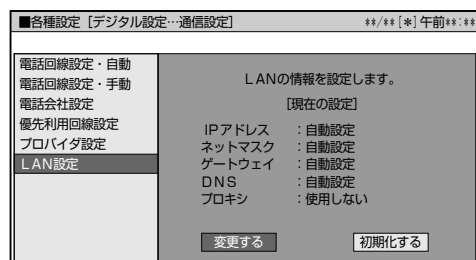 ■各種設定［デジタル設定…通信設定］ **/**[*]午前**:**
電話回線設定・自動
電話回線設定・手動
電話会社設定
優先利用回線設定
プロバイダ設定
LAN設定
LANの情報を設定します。
[現在の設定]
IPアドレス ：自動設定
ネットマスク ：自動設定
ゲートウェイ ：自動設定
DNS ：自動設定
プロキシ ：使用しない
変更する 初期化する